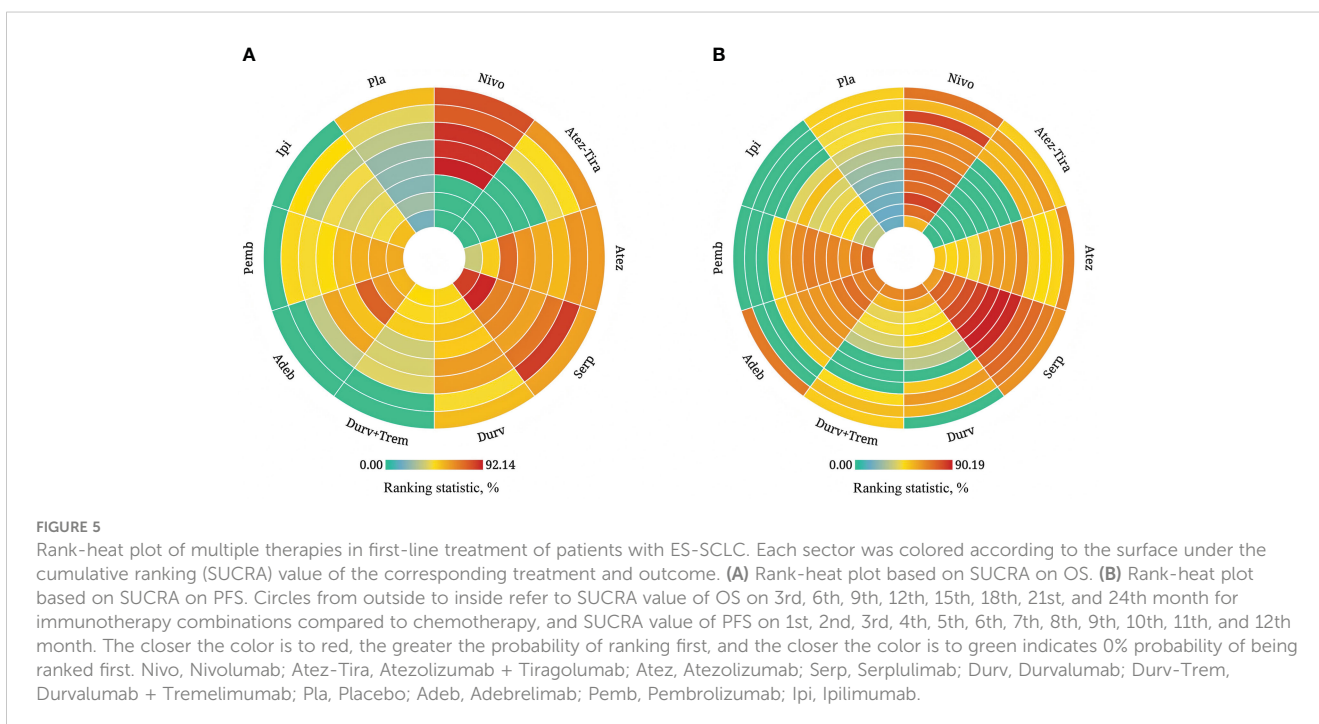 A
B
Pla
Nivo
Atez-Tira
Atez
Serp
Durv
Durv+Trem
Adeb
Pemb
Ipi
0.00
92.14
Ranking statistic, %
Pla
Nivo
Atez-Tira
Atez
Serp
Durv
Durv+Trem
Adeb
Pemb
Ipi
0.00
90.19
Ranking statistic, %
FIGURE 5
Rank-heat plot of multiple therapies in first-line treatment of patients with ES-SCLC. Each sector was colored according to the surface under the
cumulative ranking (SUCRA) value of the corresponding treatment and outcome. (A) Rank-heat plot based on SUCRA on OS. (B) Rank-heat plot
based on SUCRA on PFS. Circles from outside to inside refer to SUCRA value of OS on 3rd, 6th, 9th, 12th, 15th, 18th, 21st, and 24th month for
immunotherapy combinations compared to chemotherapy, and SUCRA value of PFS on 1st, 2nd, 3rd, 4th, 5th, 6th, 7th, 8th, 9th, 10th, 11th, and 12th
month. The closer the color is to red, the greater the probability of ranking first, and the closer the color is to green indicates 0% probability of being
ranked first. Nivo, Nivolumab; Atez-Tira, Atezolizumab + Tiragolumab; Atez, Atezolizumab; Serp, Serplulimab; Durv, Durvalumab; Durv-Trem,
Durvalumab + Tremelimumab; Pla, Placebo; Adeb, Adebrelimab; Pemb, Pembrolizumab; Ipi, Ipilimumab.